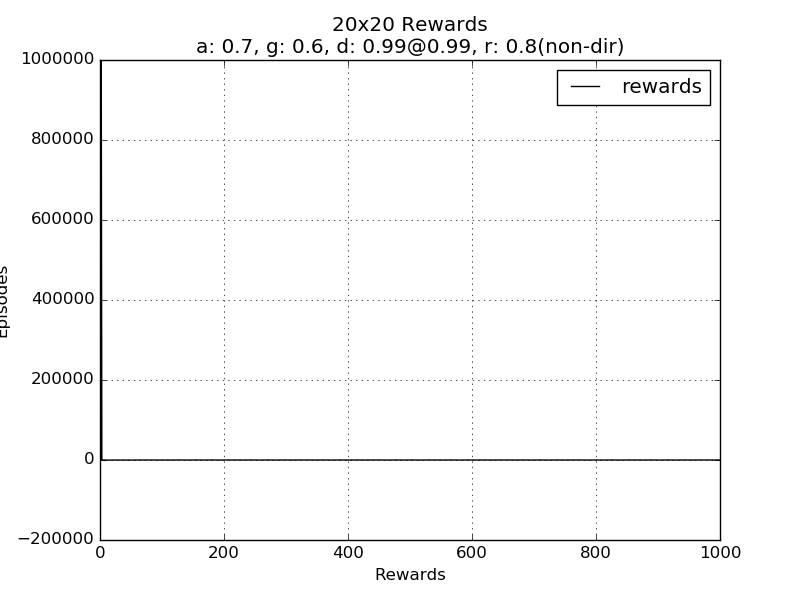 20x20 Rewards
a: 0.7, g: 0.6, d: 0.99@0.99, r: 0.8(non-dir)
1000000
rewards
800000
600000
400000
Episodes
200000
0
−200000
0 200 400 600 800 1000
Rewards